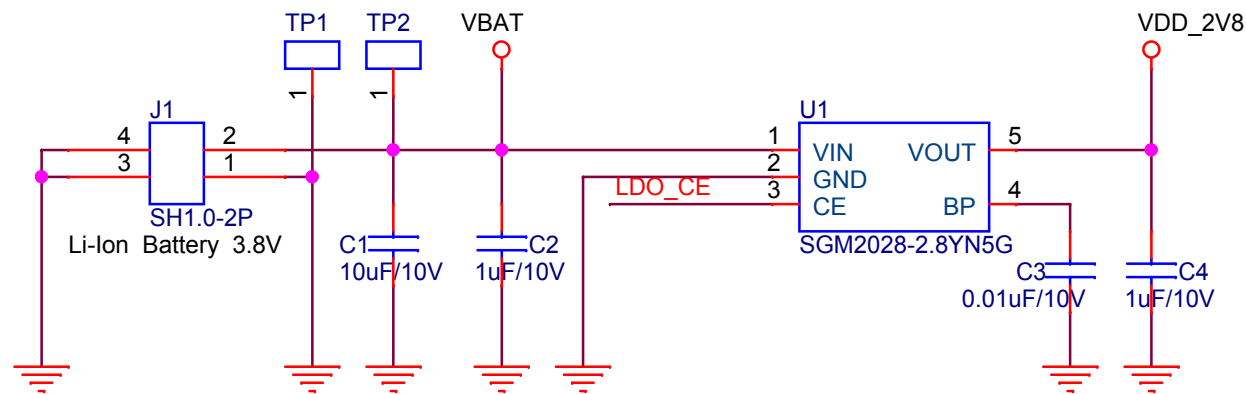 TP1
TP2
VBAT
VDD_2V8
1
1
J1
4
2
3
1
SH1.0-2P
Li-Ion Battery 3.8V
C1
10uF/10V
C2
1uF/10V
U1
1
VIN
VOUT
5
2
GND
LDO_CE
3
CE
BP
4
SGM2028-2.8YN5G
C3
0.01uF/10V
C4
1uF/10V